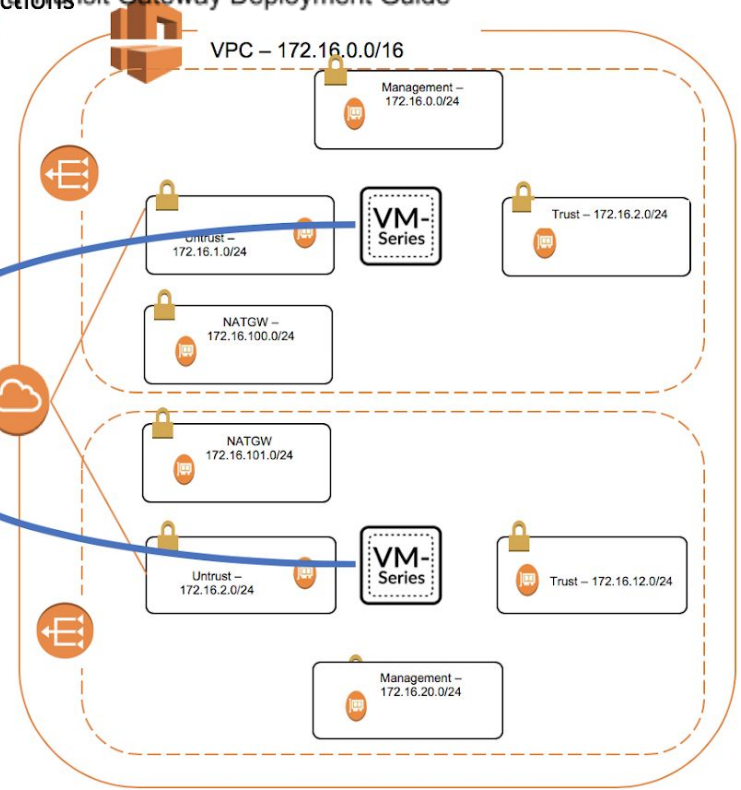 VPC – 172.16.0.0/16
Management –
172.16.0.0/24
Untrust –
172.16.1.0/24
VM-
Series
Trust – 172.16.2.0/24
NATGW –
172.16.100.0/24
NATGW
172.16.101.0/24
Untrust –
172.16.2.0/24
VM-
Series
Trust – 172.16.12.0/24
Management –
172.16.20.0/24